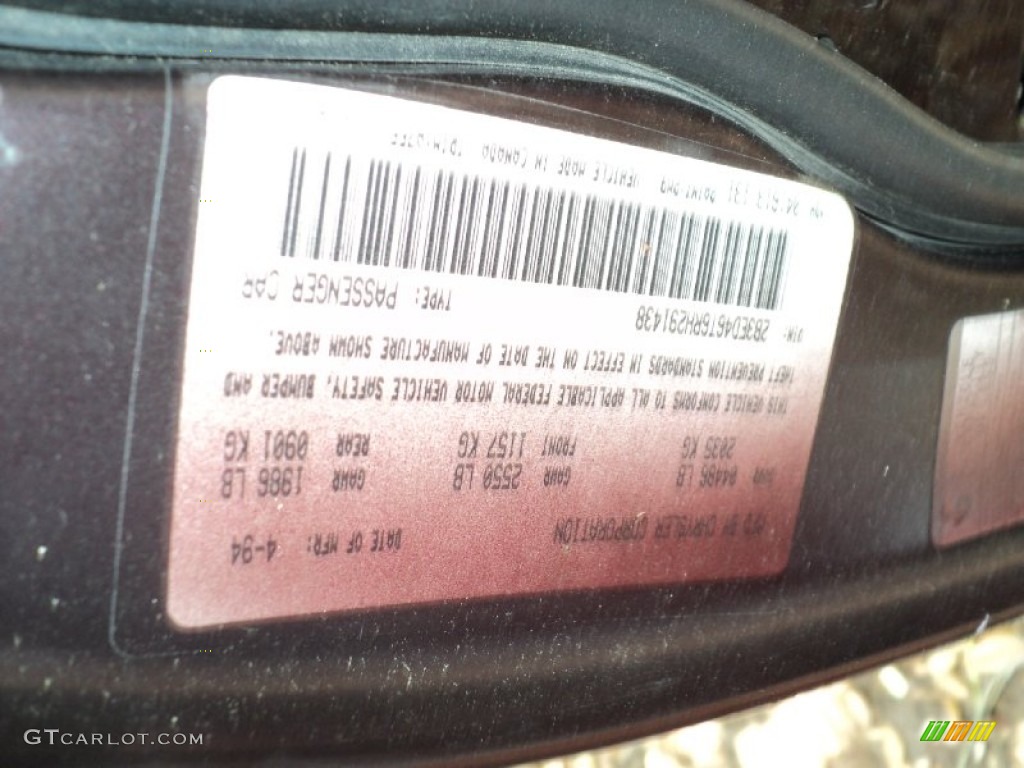 MFD BY CHRYSLER CORPORATION DATE OF MFR: 4-94
GVWR 04486 LB GAWR 2550 LB GAWR 1986 LB
2035 KG FRONT 1157 KG REAR 0901 KG
THIS VEHICLE CONFORMS TO ALL APPLICABLE FEDERAL MOTOR VEHICLE SAFETY, BUMPER AND
THEFT PREVENTION STANDARDS IN EFFECT ON THE DATE OF MANUFACTURE SHOWN ABOVE.
VIN: 2B3ED46T6RH291438 TYPE: PASSENGER CAR
VEHICLE MADE IN CANADA
GTCARLOT.COM